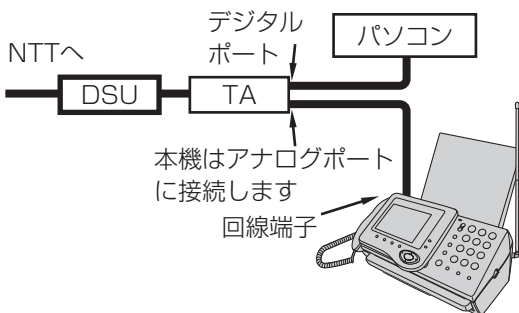 デジタル
ポート
パソコン
NTTへ
DSU
TA
本機はアナログポート
に接続します
回線端子